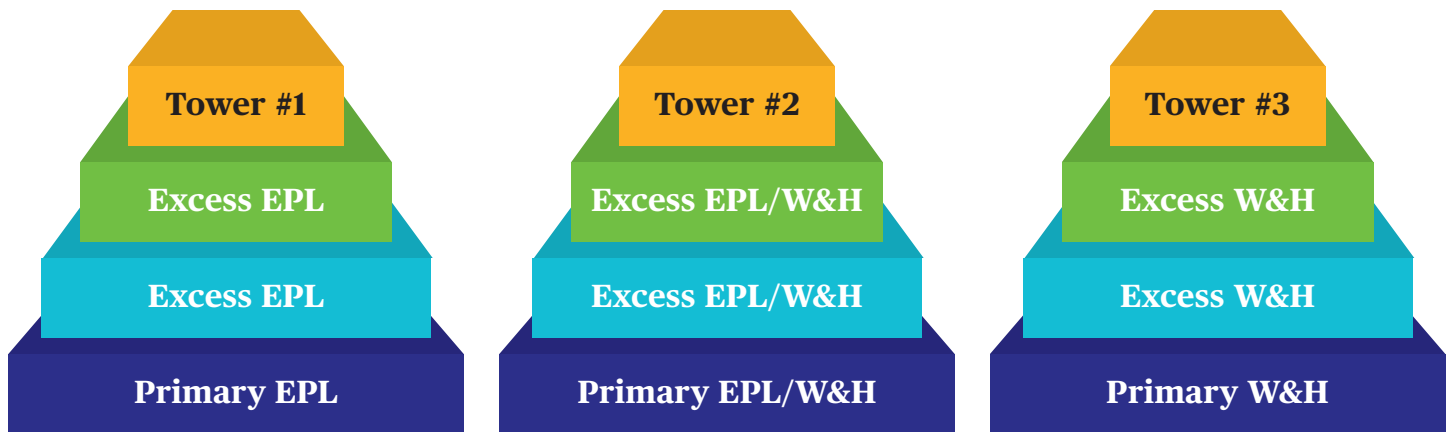 Tower #1
Excess EPL
Excess EPL
Primary EPL
Tower #2
Excess EPL/W&H
Excess EPL/W&H
Primary EPL/W&H
Tower #3
Excess W&H
Excess W&H
Primary W&H